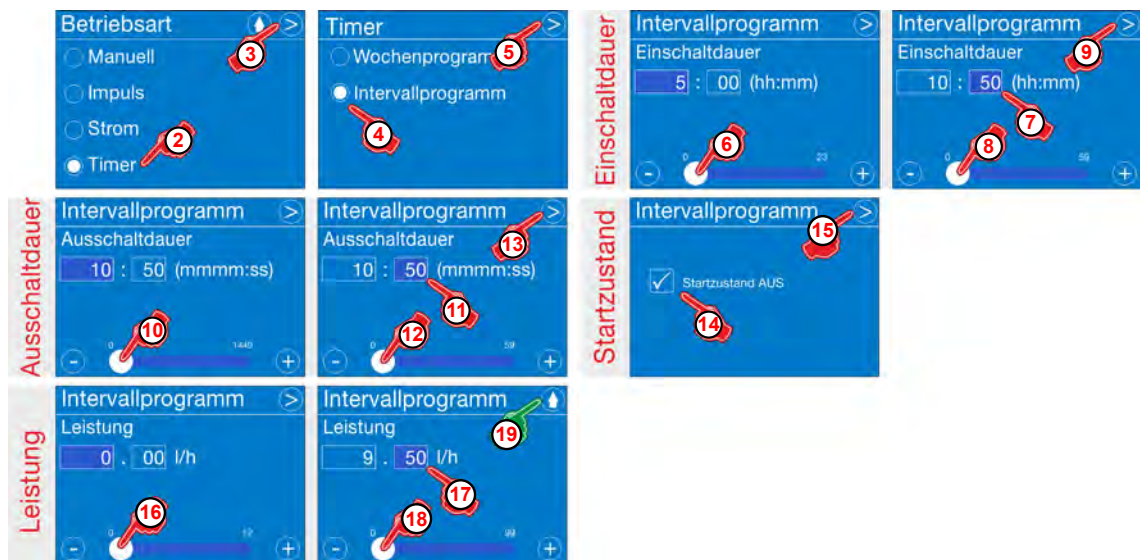 Betriebsart
Manuell
Impuls
Strom
Timer
2
3
Timer
Wochenprogram
Intervallprogramm
4
5
Einschaltdauer
Intervallprogramm
Einschaltdauer
5 : 00 (hh:mm)
6
0 23
- +
Intervallprogramm
Einschaltdauer
10 : 50 (hh:mm)
7
8
9
0 59
- +
Ausschaltdauer
Intervallprogramm
Ausschaltdauer
10 : 50 (mmmm:ss)
10
0 1440
- +
Intervallprogramm
Ausschaltdauer
10 : 50 (mmmm:ss)
11
12
13
0 59
- +
Startzustand
Intervallprogramm
Startzustand AUS
14
15
Leistung
Intervallprogramm
Leistung
0 . 00 l/h
16
0 12
- +
Intervallprogramm
Leistung
9 . 50 l/h
17
18
19
0 99
- +